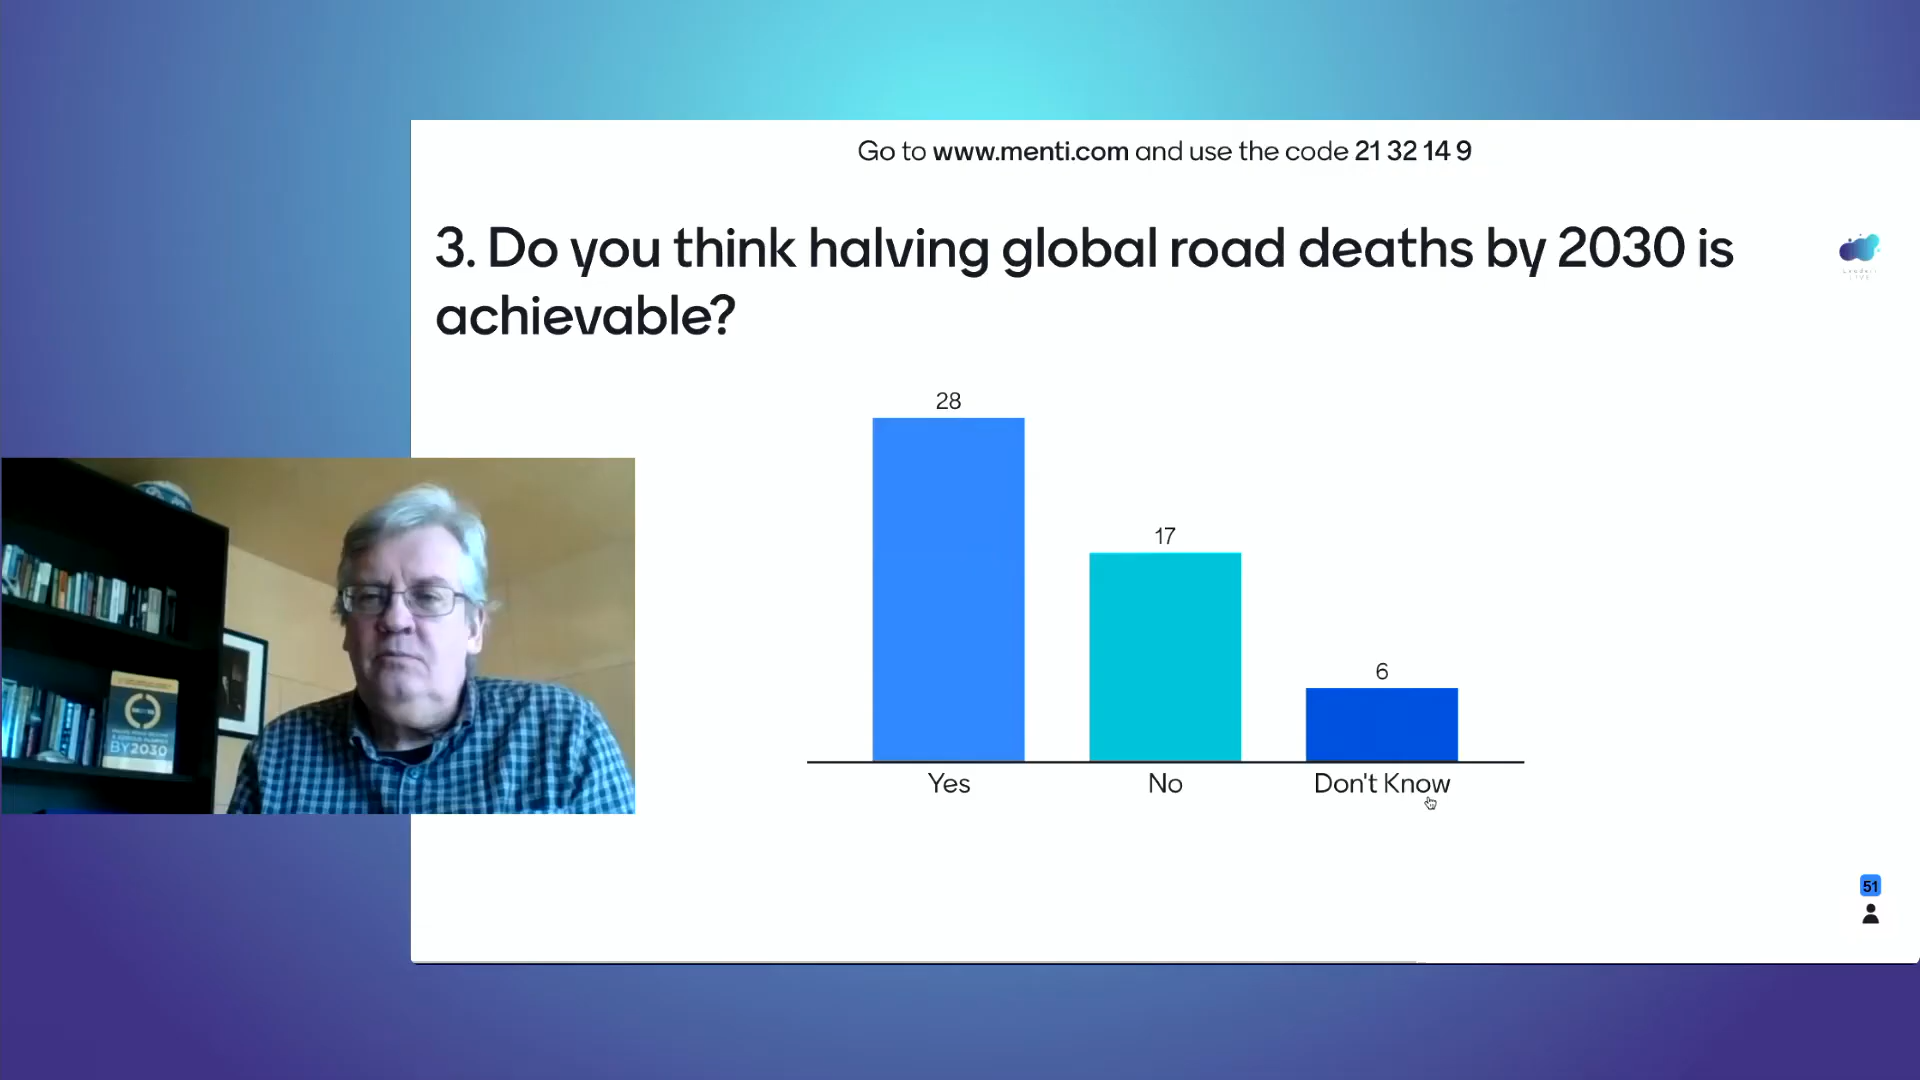 Go to www.menti.com and use the code 21 32 14 9
3. Do you think halving global road deaths by 2030 is
achievable?
28
17
6
Yes
No
Don't Know
BY2030
51